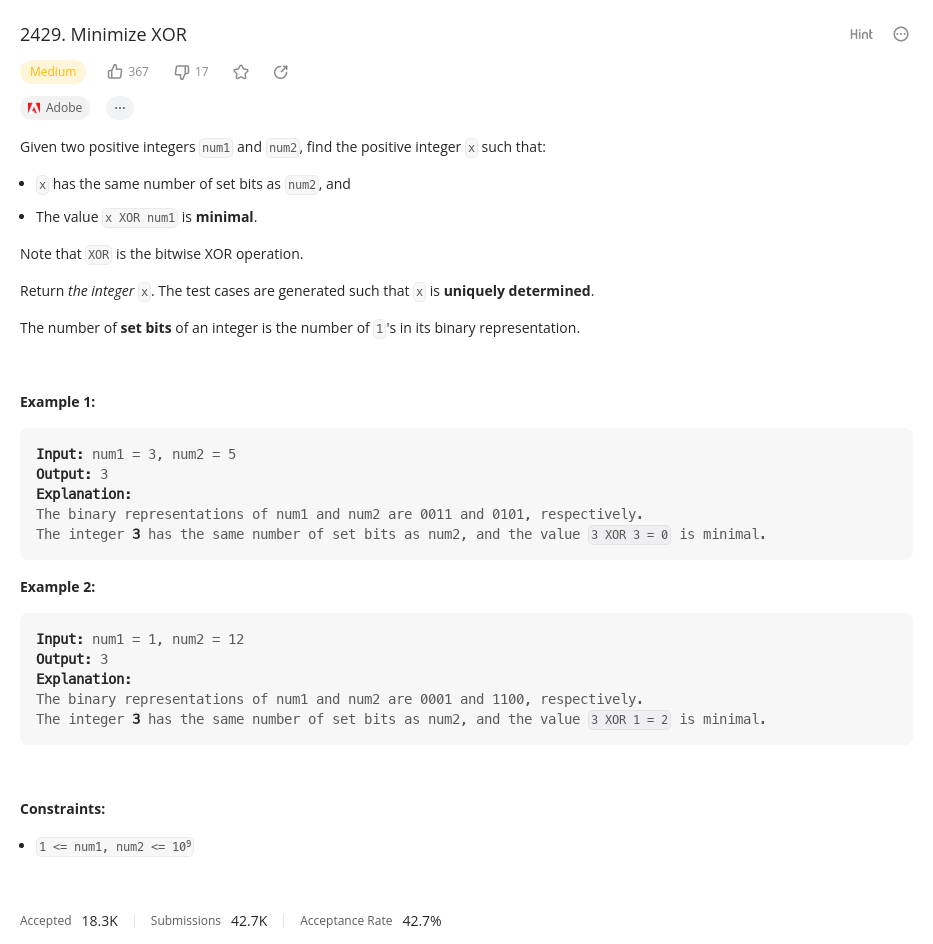 2429. Minimize XOR
Hint
Medium
367
17
Adobe
Given two positive integers num1 and num2, find the positive integer x such that:
• x has the same number of set bits as num2, and
• The value x XOR num1 is minimal.
Note that XOR is the bitwise XOR operation.
Return the integer x. The test cases are generated such that x is uniquely determined.
The number of set bits of an integer is the number of 1's in its binary representation.
Example 1:
Input: num1 = 3, num2 = 5
Output: 3
Explanation:
The binary representations of num1 and num2 are 0011 and 0101, respectively.
The integer 3 has the same number of set bits as num2, and the value 3 XOR 3 = 0 is minimal.
Example 2:
Input: num1 = 1, num2 = 12
Output: 3
Explanation:
The binary representations of num1 and num2 are 0001 and 1100, respectively.
The integer 3 has the same number of set bits as num2, and the value 3 XOR 1 = 2 is minimal.
Constraints:
• 1 <= num1, num2 <= 10⁹
Accepted 18.3K Submissions 42.7K Acceptance Rate 42.7%